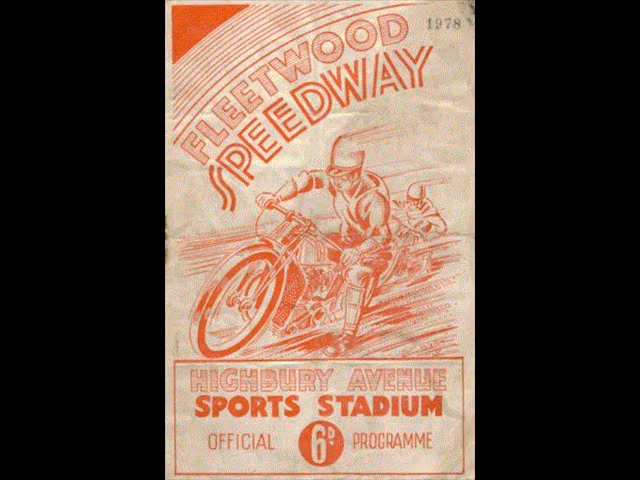 1978
FLEETWOOD
SPEEDWAY
HIGHBURY AVENUE
SPORTS STADIUM
OFFICIAL 6D. PROGRAMME